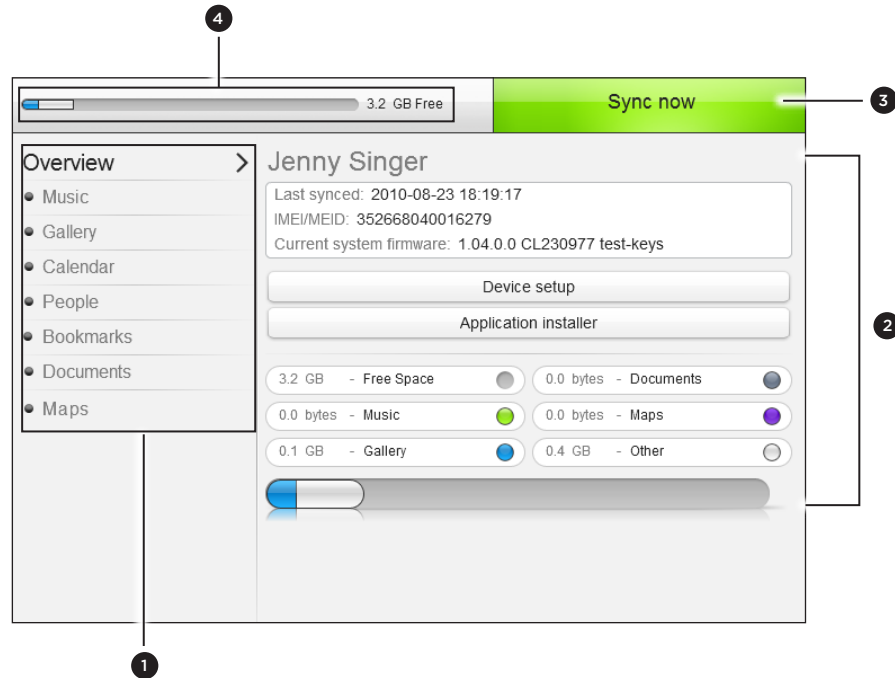 4
3.2 GB Free
Sync now
3
Overview
Music
Gallery
Calendar
People
Bookmarks
Documents
Maps
Jenny Singer
Last synced: 2010-08-23 18:19:17
IMEI/MEID: 352668040016279
Current system firmware: 1.04.0.0 CL230977 test-keys
Device setup
Application installer
2
3.2 GB - Free Space
0.0 bytes - Documents
0.0 bytes - Music
0.0 bytes - Maps
0.1 GB - Gallery
0.4 GB - Other
1